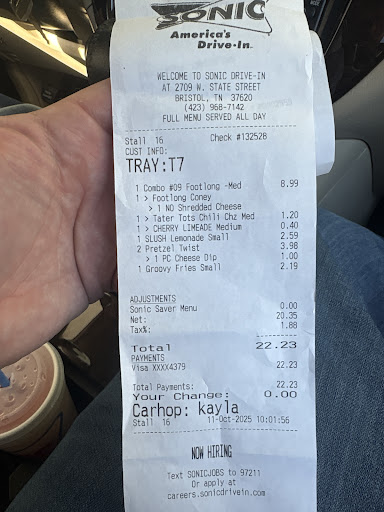 SONIC
America's
Drive-In
WELCOME TO SONIC DRIVE-IN
AT 2709 W. STATE STREET
BRISTOL, TN 37620
(423) 968-7142
FULL MENU SERVED ALL DAY
Stall 16 Check #132528
CUST INFO:
TRAY:T7
1 Combo #09 Footlong -Med 8.99
1 > Footlong Coney
> 1 NO Shredded Cheese
1 > Tater Tots Chili Chz Med 1.20
1 > CHERRY LIMEADE Medium 0.40
1 SLUSH Lemonade Small 2.59
2 Pretzel Twist 3.98
> 1 PC Cheese Dip 1.00
1 Groovy Fries Small 2.19
ADJUSTMENTS
Sonic Saver Menu 0.00
Net: 20.35
Tax%: 1.88
Total 22.23
PAYMENTS
Visa XXXX4379 22.23
Total Payments: 22.23
Your Change: 0.00
Carhop: kayla
Stall 16 11-Oct-2025 10:01:56
NOW HIRING
Text SONICJOBS to 97211
Or apply at
careers.sonicdrivein.com